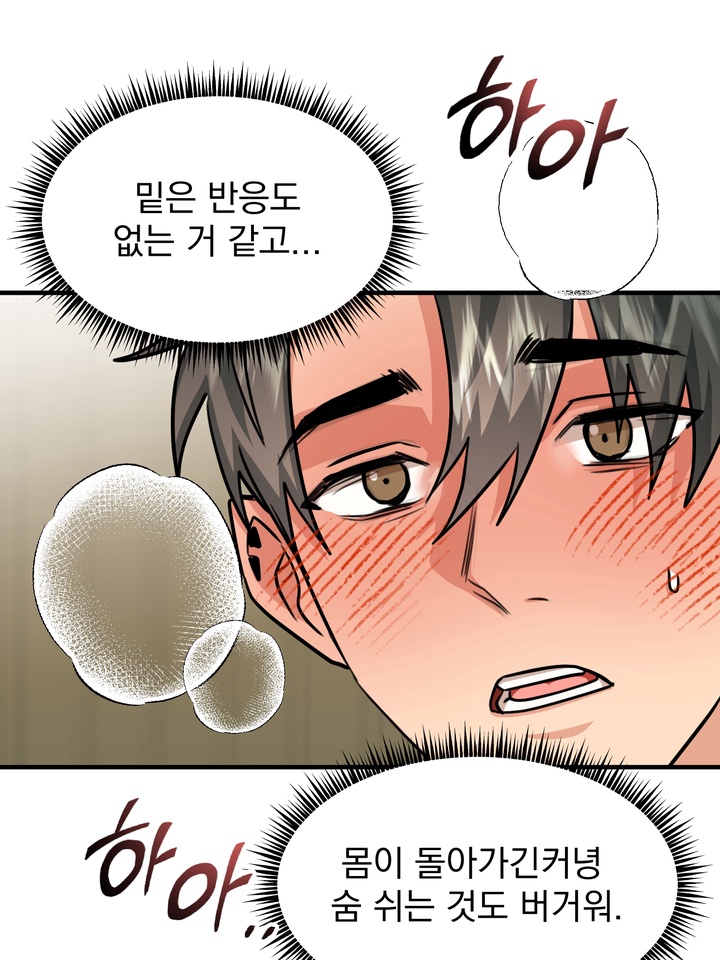 하아
밑은 반응도
없는 거 같고...
하아..
몸이 돌아가긴커녕
숨 쉬는 것도 버거워.